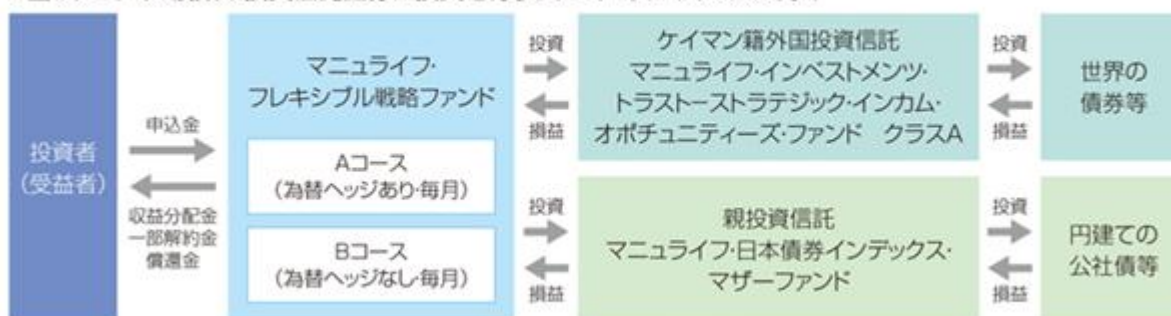 投資者
(受益者)
申込金
収益分配金
一部解約金
償還金
マニュライフ・
フレキシブル戦略ファンド
Aコース
(為替ヘッジあり・毎月)
Bコース
(為替ヘッジなし・毎月)
投資
損益
ケイマン籍外国投資信託
マニュライフ・インベストメンツ・
トラストーストラテジック・インカム・
オポチュニティーズ・ファンド クラスA
投資
損益
世界の
債券等
投資
損益
親投資信託
マニュライフ・日本債券インデックス・
マザーファンド
投資
損益
円建ての
公社債等